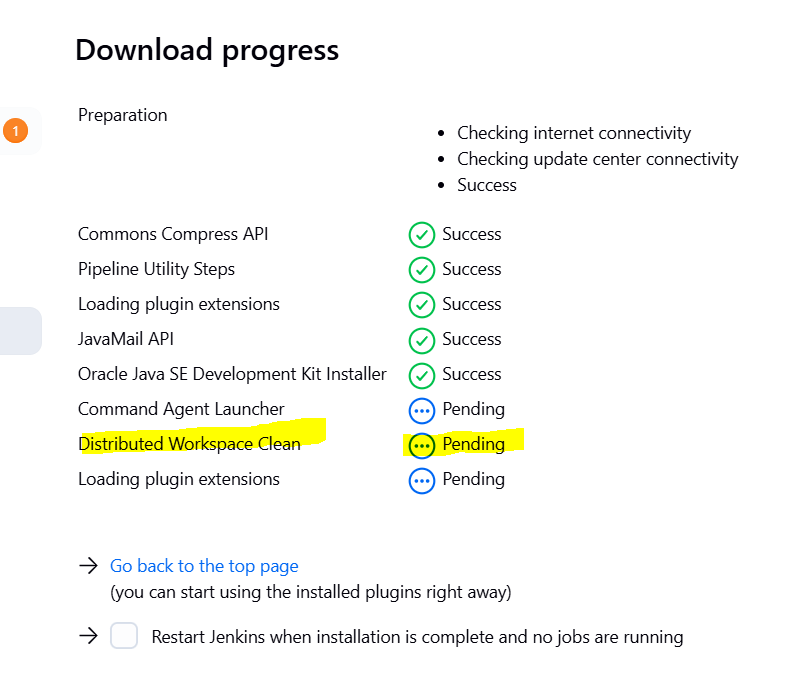 Download progress
1
Preparation
Checking internet connectivity
Checking update center connectivity
Success
Commons Compress API Success
Pipeline Utility Steps Success
Loading plugin extensions Success
JavaMail API Success
Oracle Java SE Development Kit Installer Success
Command Agent Launcher Pending
Distributed Workspace Clean Pending
Loading plugin extensions Pending
Go back to the top page
(you can start using the installed plugins right away)
Restart Jenkins when installation is complete and no jobs are running